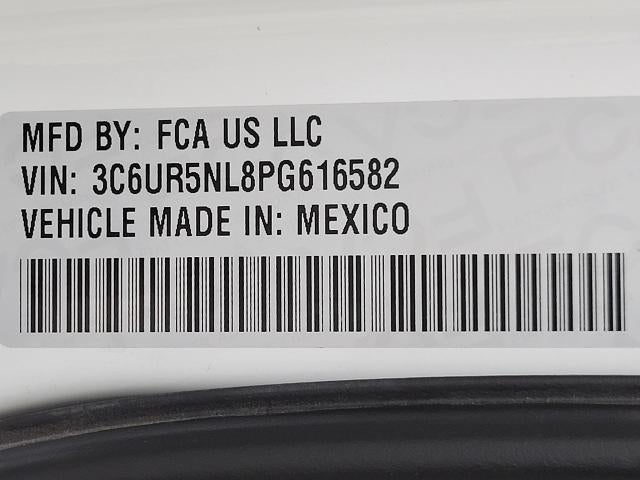 MFD BY: FCA US LLC
VIN: 3C6UR5NL8PG616582
VEHICLE MADE IN: MEXICO